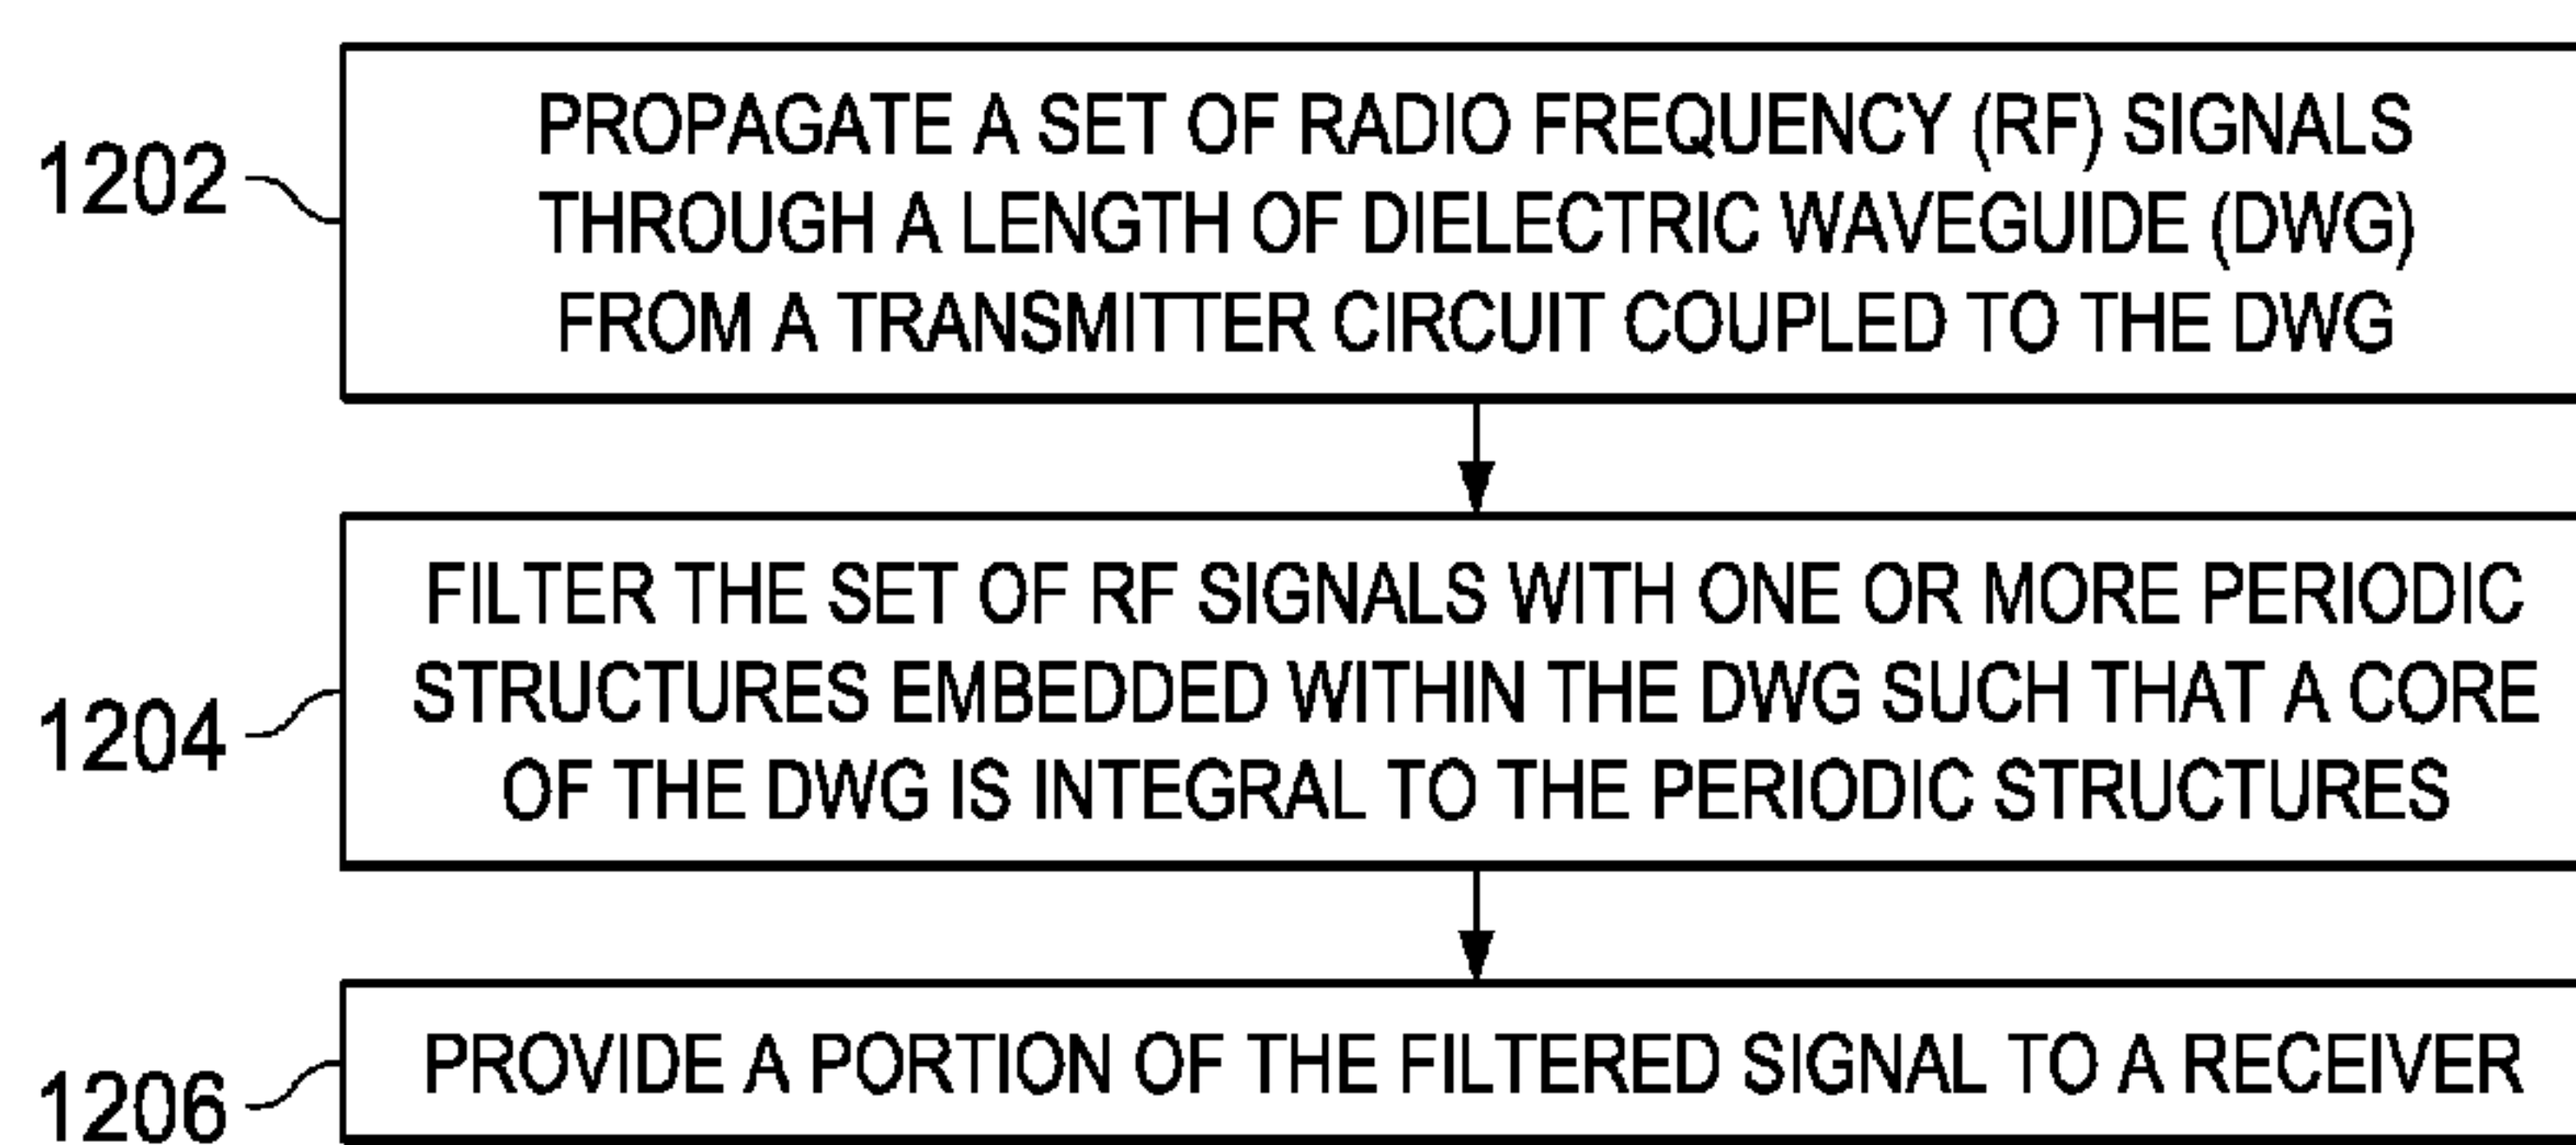 1202
PROPAGATE A SET OF RADIO FREQUENCY (RF) SIGNALS
THROUGH A LENGTH OF DIELECTRIC WAVEGUIDE (DWG)
FROM A TRANSMITTER CIRCUIT COUPLED TO THE DWG
1204
FILTER THE SET OF RF SIGNALS WITH ONE OR MORE PERIODIC
STRUCTURES EMBEDDED WITHIN THE DWG SUCH THAT A CORE
OF THE DWG IS INTEGRAL TO THE PERIODIC STRUCTURES
1206
PROVIDE A PORTION OF THE FILTERED SIGNAL TO A RECEIVER